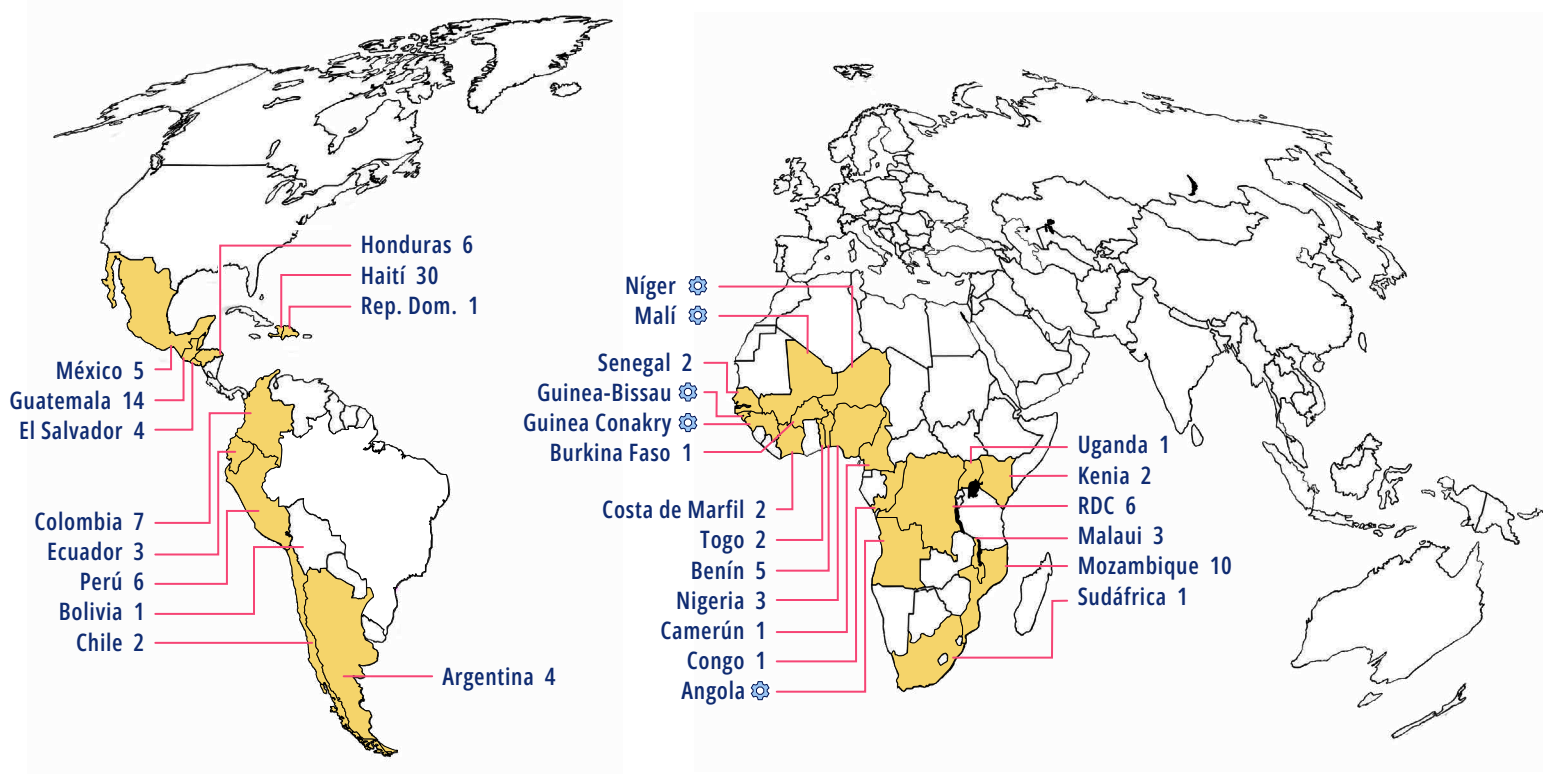 Honduras 6
Haití 30
Rep. Dom. 1
México 5
Guatemala 14
El Salvador 4
Colombia 7
Ecuador 3
Perú 6
Bolivia 1
Chile 2
Argentina 4
Níger
Malí
Senegal 2
Guinea-Bissau
Guinea Conakry
Burkina Faso 1
Costa de Marfil 2
Togo 2
Benín 5
Nigeria 3
Camerún 1
Congo 1
Angola
Uganda 1
Kenia 2
RDC 6
Malaui 3
Mozambique 10
Sudáfrica 1